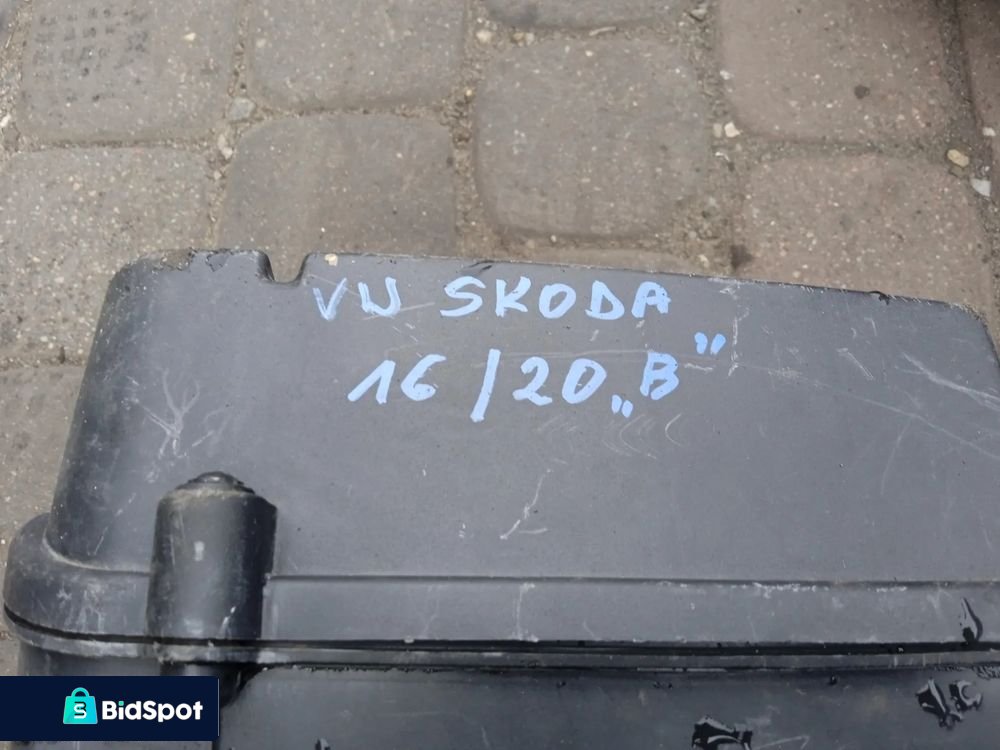 VW SKODA
16/20 „B”
BidSpot